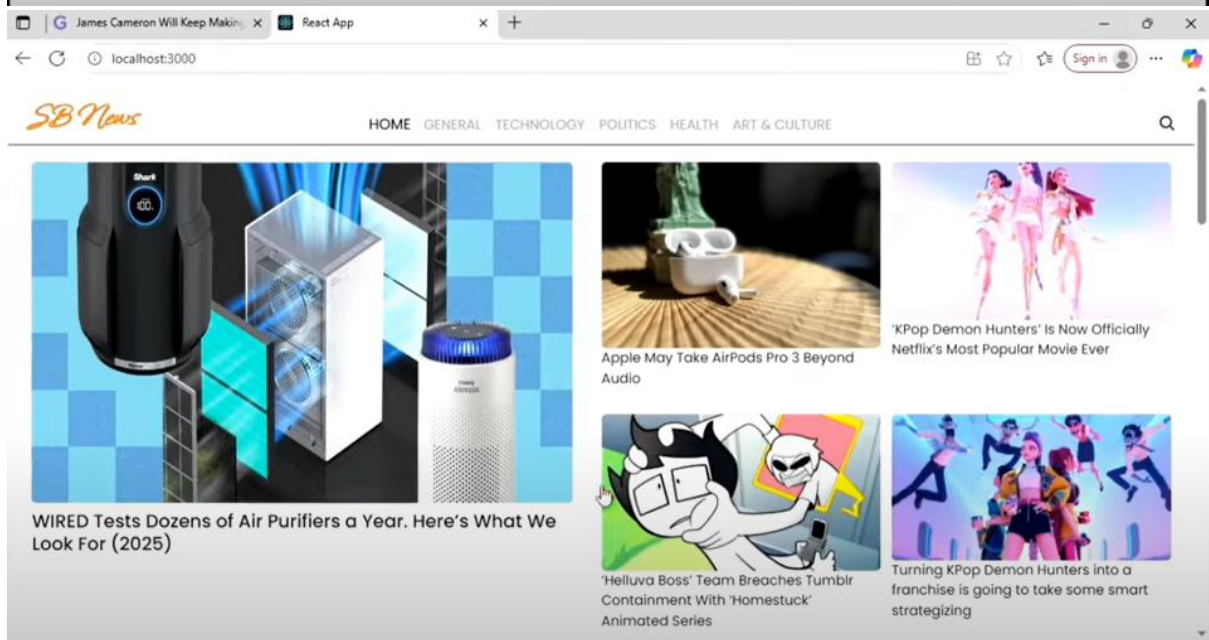 James Cameron Will Keep Making
React App
localhost:3000
Sign in
SB News
HOME GENERAL TECHNOLOGY POLITICS HEALTH ART & CULTURE
Shark
100
WIRED Tests Dozens of Air Purifiers a Year. Here's What We
Look For (2025)
Apple May Take AirPods Pro 3 Beyond
Audio
'KPop Demon Hunters' Is Now Officially
Netflix's Most Popular Movie Ever
'Helluva Boss' Team Breaches Tumblr
Containment With 'Homestuck'
Animated Series
Turning KPop Demon Hunters into a
franchise is going to take some smart
strategizing